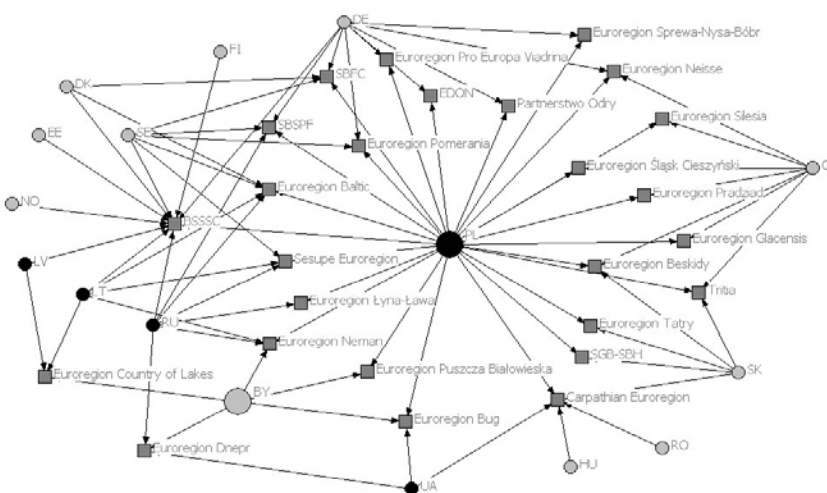 DE
Euroregion Sprewa-Nysa-Bóbr
FI
Euroregion Pro Europa Viadrina
Euroregion Neisse
SBFC
DK
EDON
Partnerstwo Odry
Euroregion Silesia
EE
SE
SBSPF
Euroregion Pomerania
Euroregion Śląsk Cieszyński
Euroregion Baltic
Euroregion Pradziad
NO
BSSSC
PL
Euroregion Glacensis
LV
Sesupe Euroregion
Euroregion Beskidy
LT
Tritia
Euroregion Łyna-Ława
RU
Euroregion Tatry
Euroregion Neman
SGB-SBH
Euroregion Puszcza Białowieska
SK
Euroregion Country of Lakes
BY
Carpathian Euroregion
Euroregion Bug
Euroregion Dnepr
RO
HU
UA